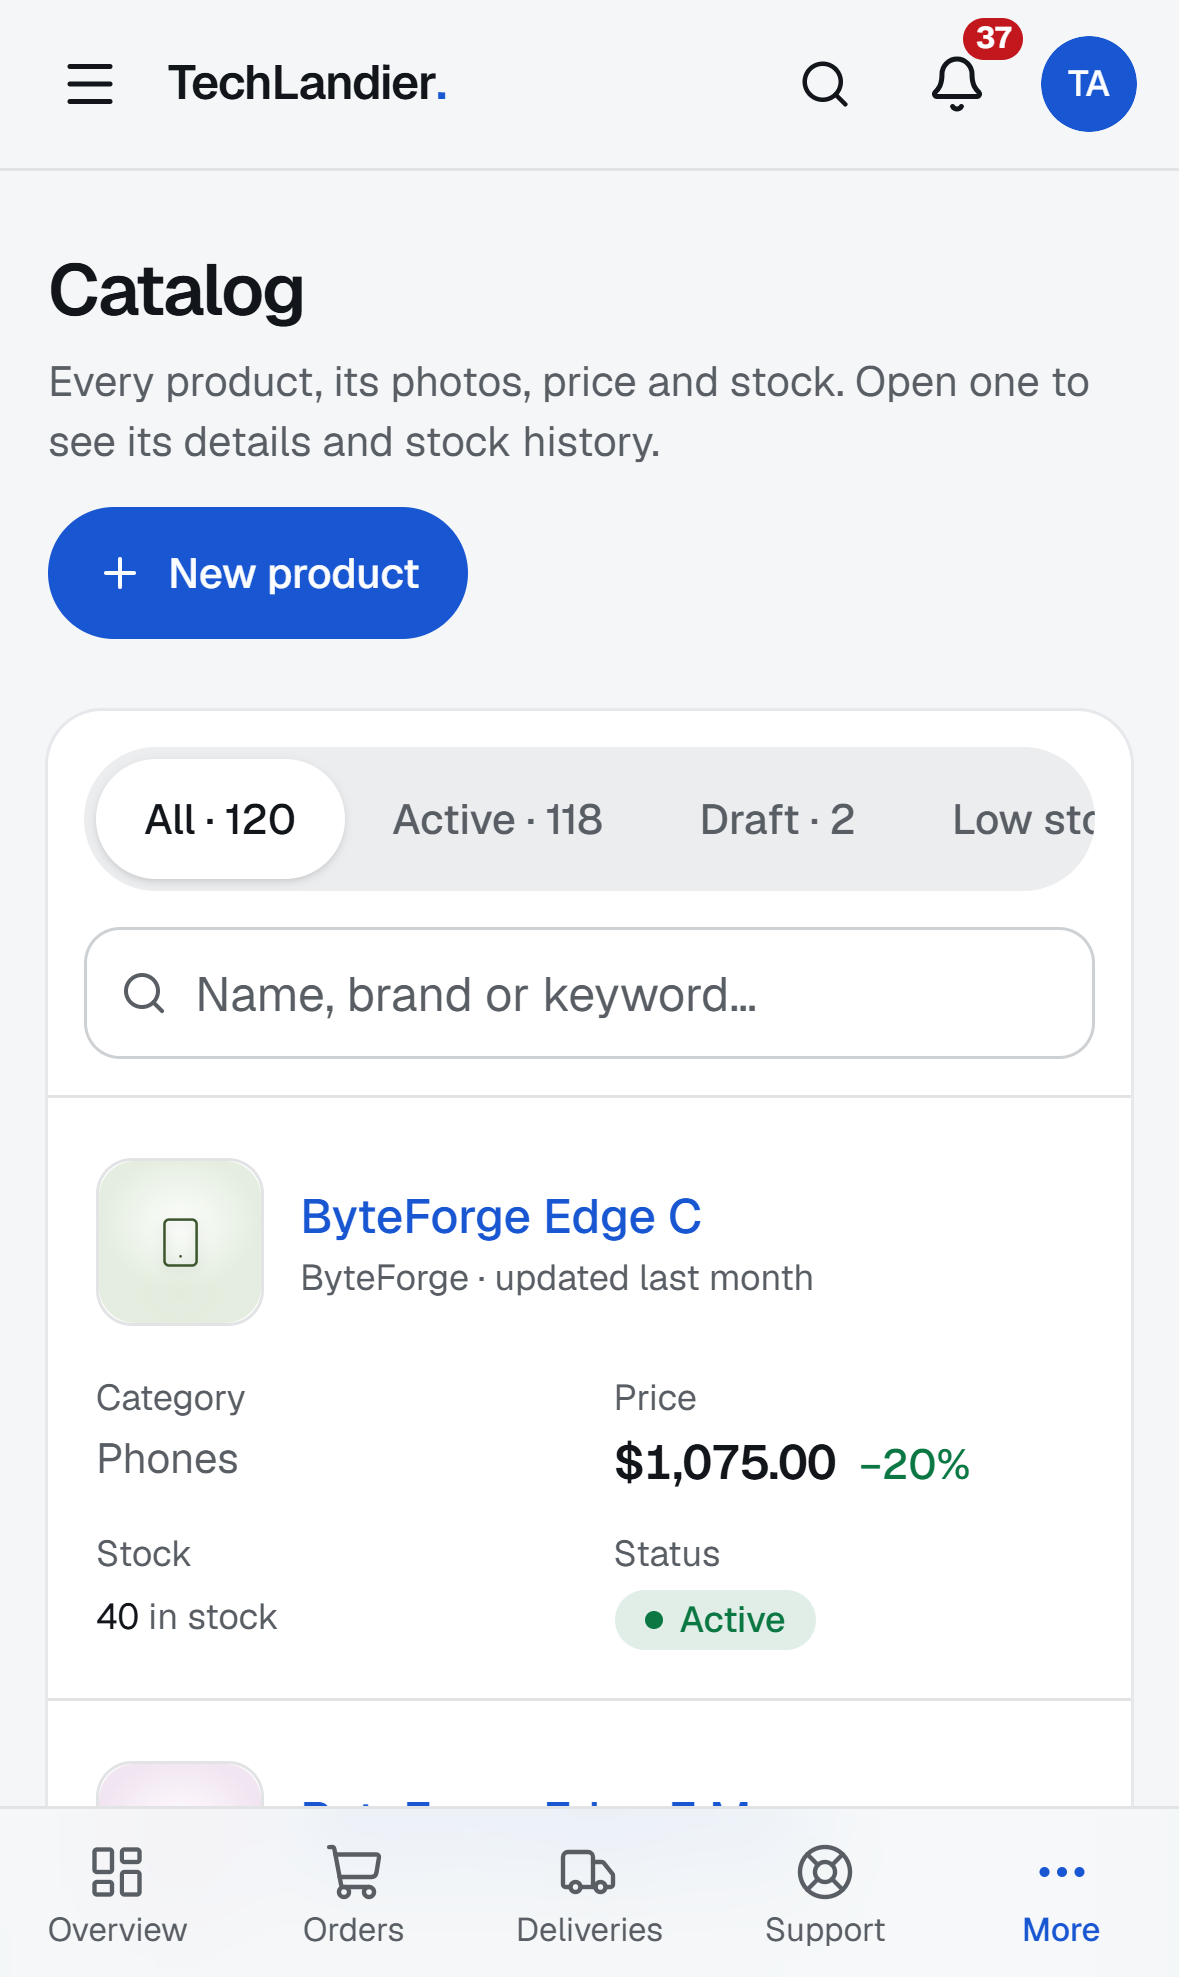 TechLandier.
37
TA
Catalog
Every product, its photos, price and stock. Open one to
see its details and stock history.
New product
All · 120
Active · 118
Draft · 2
Low
Name, brand or keyword...
ByteForge Edge C
ByteForge · updated last month
Category
Price
Phones
$1,075.00 −20%
Stock
Status
40 in stock
Active
Overview
Orders
Deliveries
Support
More